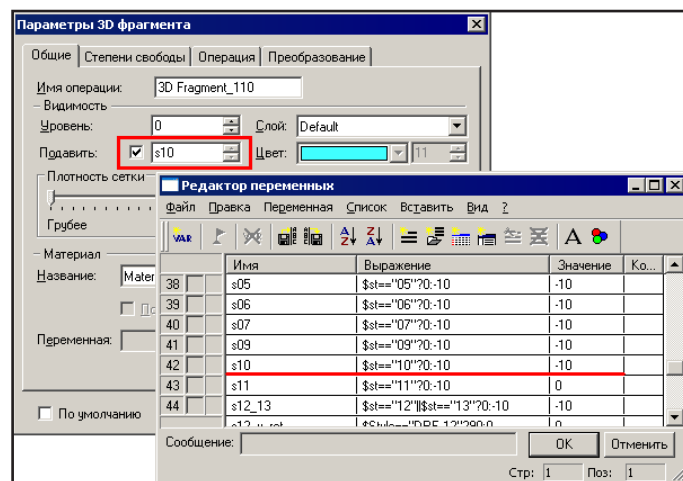 Параметры 3D фрагмента
Общие Степени свободы Операция Преобразование
Имя операции: 3D Fragment_110
Видимость
Уровень: 0 Слой: Default
Подавить: s10 Цвет: 11
Плотность сетки
Грубее
Материал
Название: Mater
Переменная:
По умолчанию
Редактор переменных
Файл Правка Переменная Список Вставить Вид ?
VAR
Имя Выражение Значение Ко...
38 s05 $st=="05"?0:-10 -10
39 s06 $st=="06"?0:-10 -10
40 s07 $st=="07"?0:-10 -10
41 s09 $st=="09"?0:-10 -10
42 s10 $st=="10"?0:-10 -10
43 s11 $st=="11"?0:-10 0
44 s12_13 $st=="12"||$st=="13"?0:-10 -10
Сообщение: OK Отменить
Стр: 1 Поз: 1